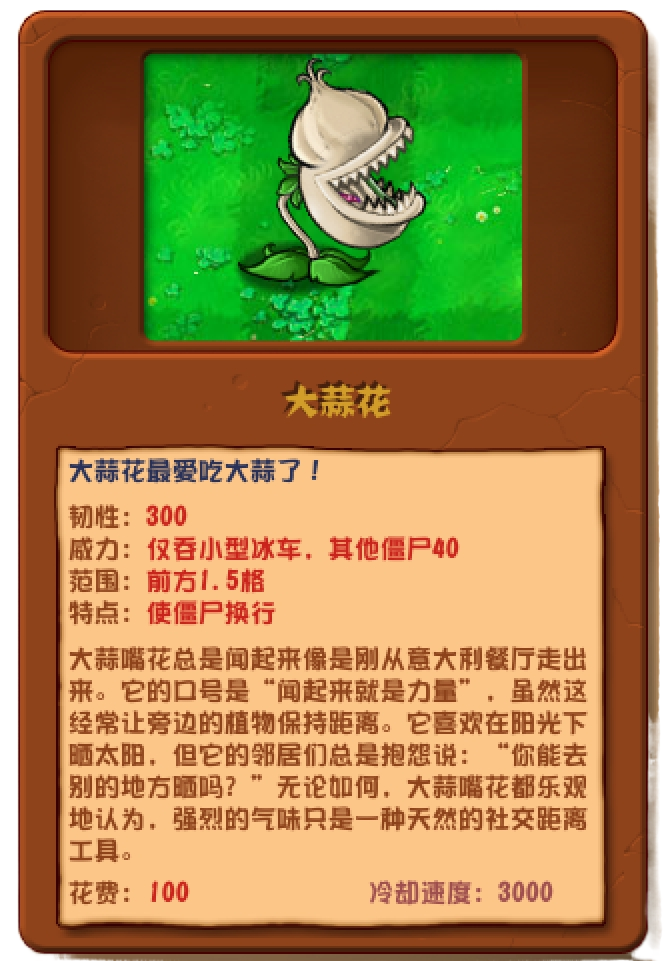 大蒜花
大蒜花最爱吃大蒜了！
韧性：300
威力：仅吞小型冰车，其他僵尸40
范围：前方1.5格
特点：使僵尸换行
大蒜嘴花总是闻起来像是刚从意大利餐厅走出
来。它的口号是“闻起来就是力量”，虽然这
经常让旁边的植物保持距离。它喜欢在阳光下
晒太阳，但它的邻居们总是抱怨说：“你能去
别的地方晒吗？”无论如何，大蒜嘴花都乐观
地认为，强烈的气味只是一种天然的社交距离
工具。
花费：100 冷却速度：3000